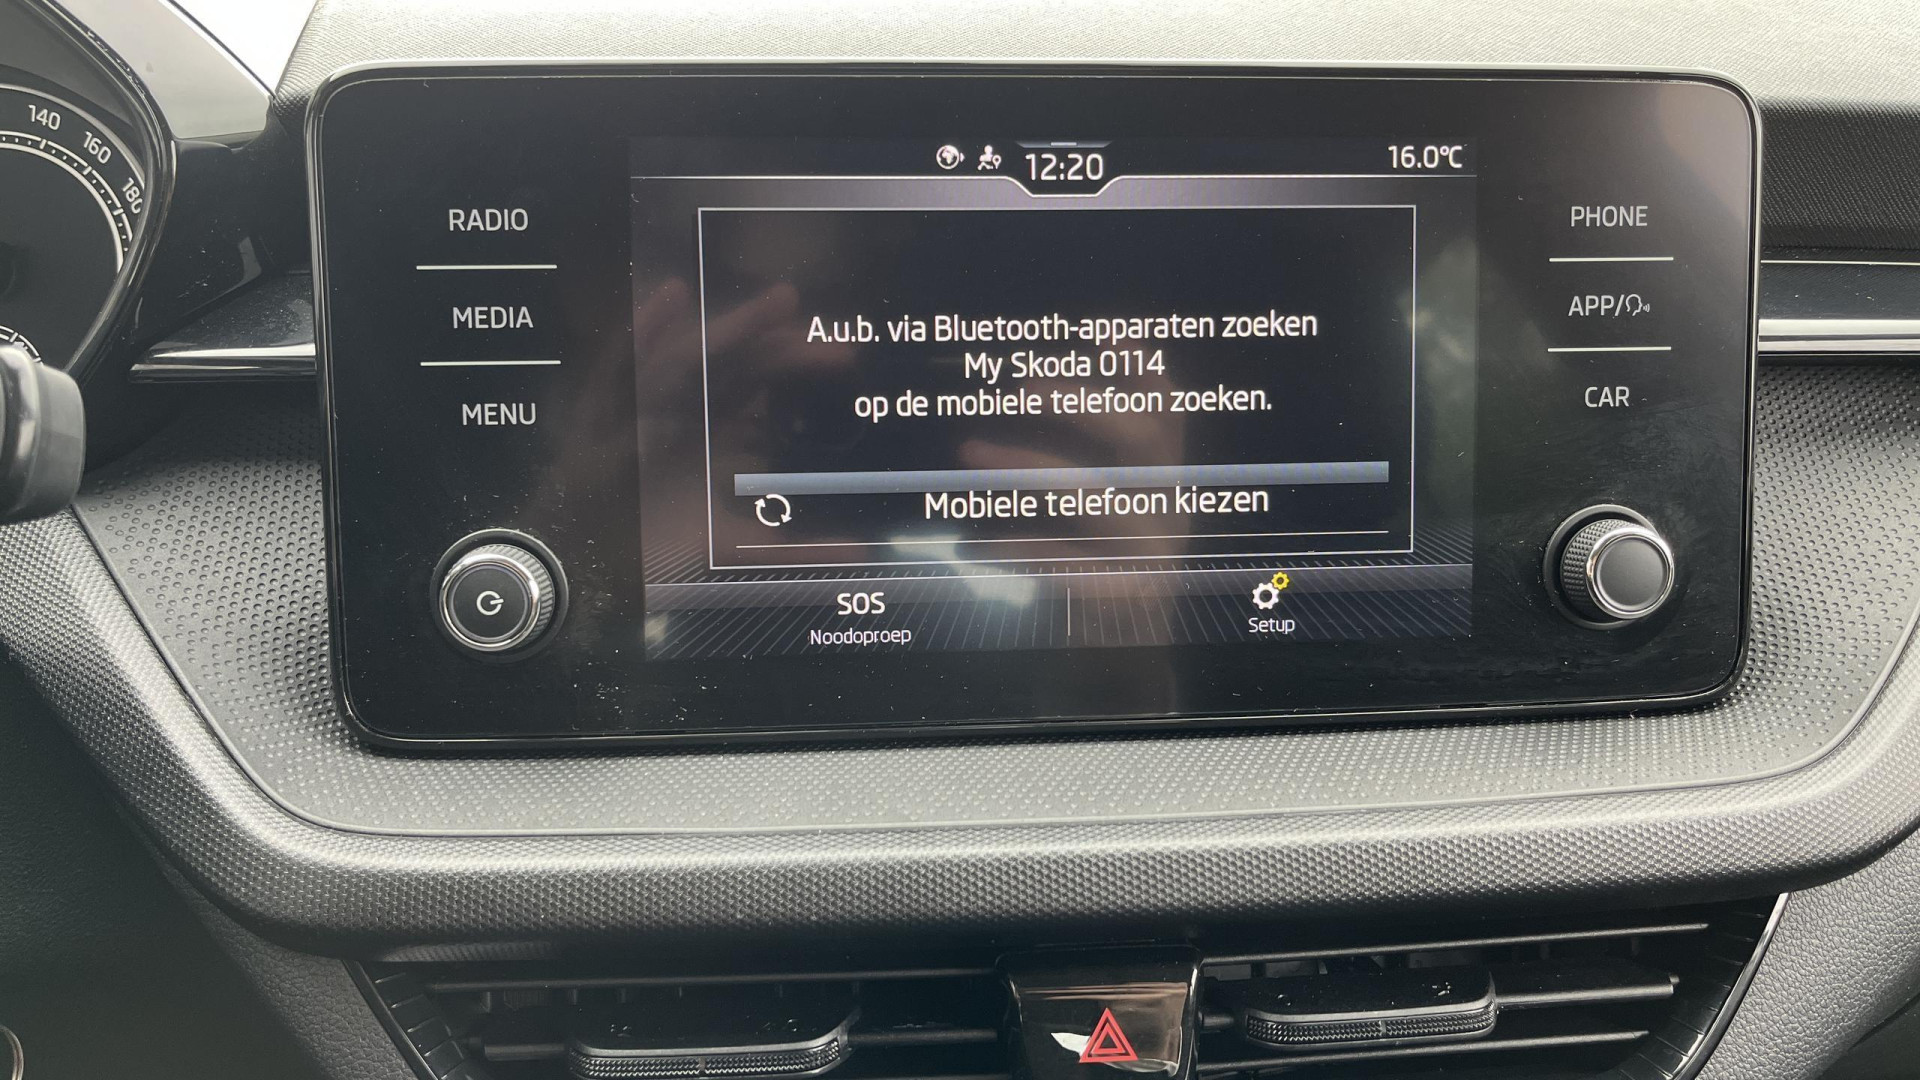 140
160
180
12:20
16.0°C
RADIO
MEDIA
MENU
A.u.b. via Bluetooth-apparaten zoeken
My Skoda 0114
op de mobiele telefoon zoeken.
Mobiele telefoon kiezen
SOS
Noodoproep
Setup
PHONE
APP/
CAR